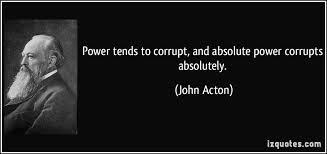 Power tends to corrupt, and absolute power corrupts
absolutely.
(John Acton)
izquotes.com